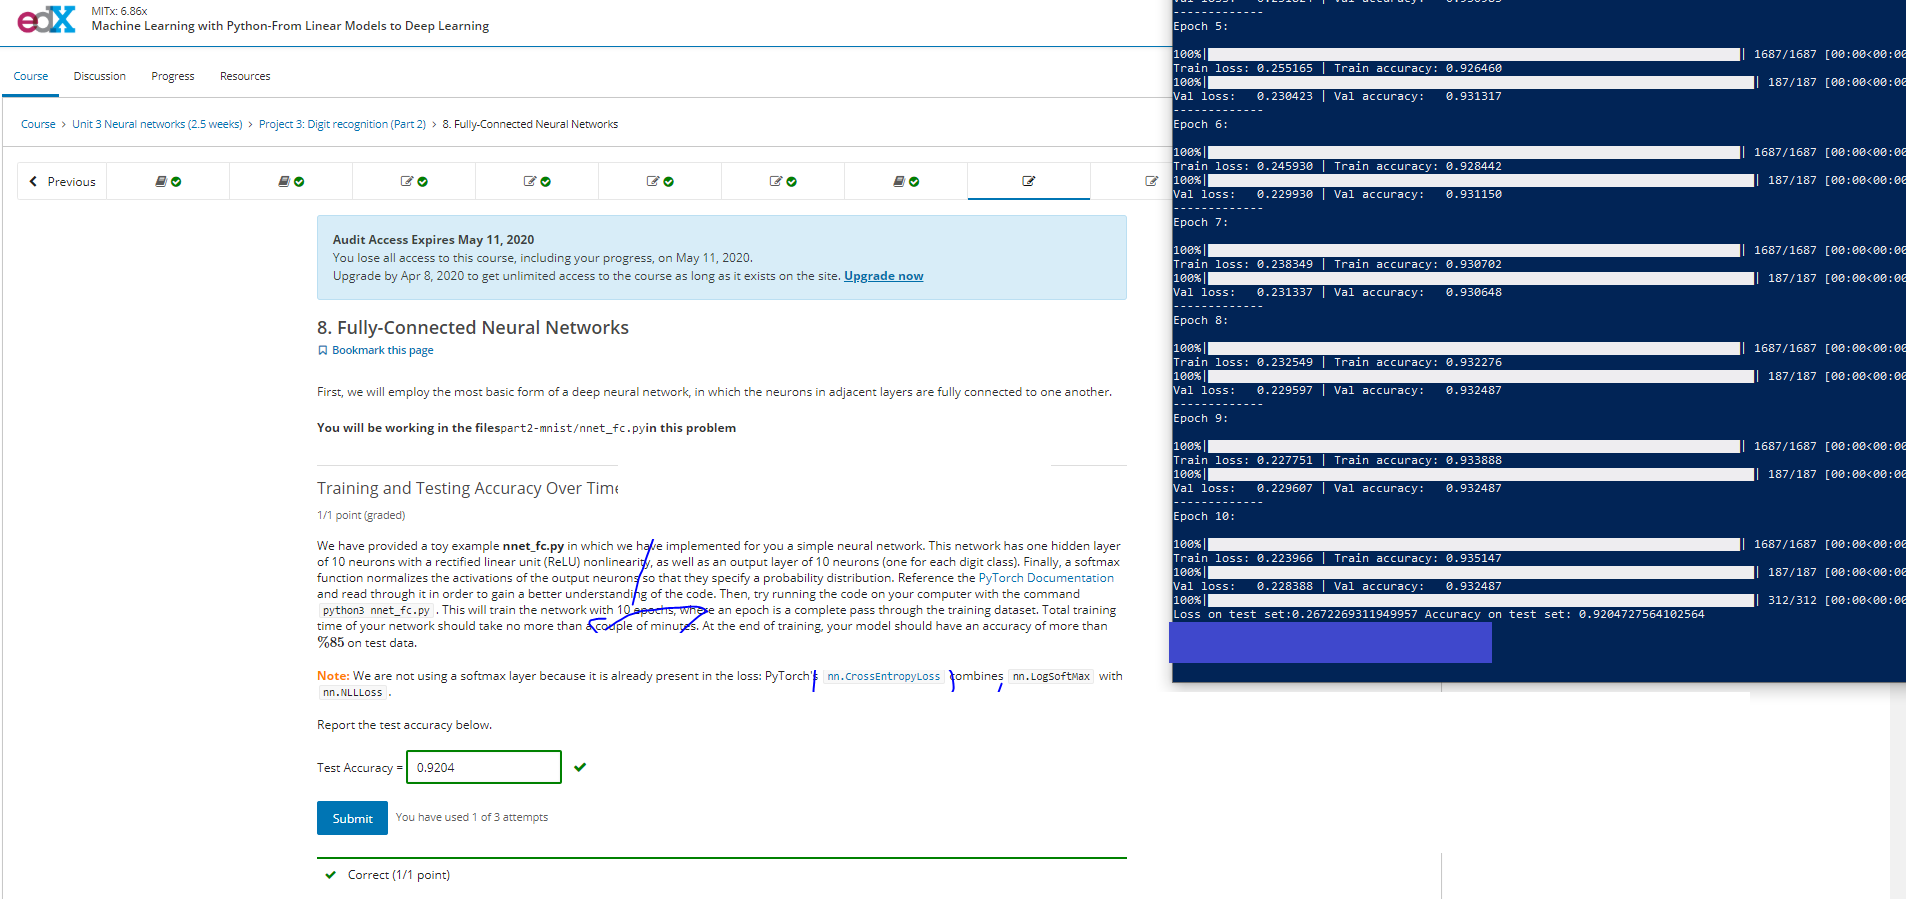 edX
MITx: 6.86x
Machine Learning with Python-From Linear Models to Deep Learning
Course Discussion Progress Resources
Course > Unit 3 Neural networks (2.5 weeks) > Project 3: Digit recognition (Part 2) > 8. Fully-Connected Neural Networks
Previous
Audit Access Expires May 11, 2020
You lose all access to this course, including your progress, on May 11, 2020.
Upgrade by Apr 8, 2020 to get unlimited access to the course as long as it exists on the site. Upgrade now
8. Fully-Connected Neural Networks
Bookmark this page
First, we will employ the most basic form of a deep neural network, in which the neurons in adjacent layers are fully connected to one another.
You will be working in the filespart2-mnist/nnet_fc.pyin this problem
Training and Testing Accuracy Over Time
1/1 point (graded)
We have provided a toy example nnet_fc.py in which we have implemented for you a simple neural network. This network has one hidden layer
of 10 neurons with a rectified linear unit (ReLU) nonlinearity, as well as an output layer of 10 neurons (one for each digit class). Finally, a softmax
function normalizes the activations of the output neurons so that they specify a probability distribution. Reference the PyTorch Documentation
and read through it in order to gain a better understanding of the code. Then, try running the code on your computer with the command
python3 nnet_fc.py . This will train the network with 10 epochs, where an epoch is a complete pass through the training dataset. Total training
time of your network should take no more than a couple of minutes. At the end of training, your model should have an accuracy of more than
%85 on test data.
Note: We are not using a softmax layer because it is already present in the loss: PyTorch's nn.CrossEntropyLoss combines nn.LogSoftMax with
nn.NLLLoss .
Report the test accuracy below.
Test Accuracy = 0.9204
Submit You have used 1 of 3 attempts
Correct (1/1 point)
-------------
Epoch 5:
100%| | 1687/1687 [00:00<00:00
Train loss: 0.255165 | Train accuracy: 0.926460
100%| | 187/187 [00:00<00:00
Val loss: 0.230423 | Val accuracy: 0.931317
-------------
Epoch 6:
100%| | 1687/1687 [00:00<00:00
Train loss: 0.245930 | Train accuracy: 0.928442
100%| | 187/187 [00:00<00:00
Val loss: 0.229930 | Val accuracy: 0.931150
-------------
Epoch 7:
100%| | 1687/1687 [00:00<00:00
Train loss: 0.238349 | Train accuracy: 0.930702
100%| | 187/187 [00:00<00:00
Val loss: 0.231337 | Val accuracy: 0.930648
-------------
Epoch 8:
100%| | 1687/1687 [00:00<00:00
Train loss: 0.232549 | Train accuracy: 0.932276
100%| | 187/187 [00:00<00:00
Val loss: 0.229597 | Val accuracy: 0.932487
-------------
Epoch 9:
100%| | 1687/1687 [00:00<00:00
Train loss: 0.227751 | Train accuracy: 0.933888
100%| | 187/187 [00:00<00:00
Val loss: 0.229607 | Val accuracy: 0.932487
-------------
Epoch 10:
100%| | 1687/1687 [00:00<00:00
Train loss: 0.223966 | Train accuracy: 0.935147
100%| | 187/187 [00:00<00:00
Val loss: 0.228388 | Val accuracy: 0.932487
100%| | 312/312 [00:00<00:00
Loss on test set:0.2672269311949957 Accuracy on test set: 0.9204727564102564